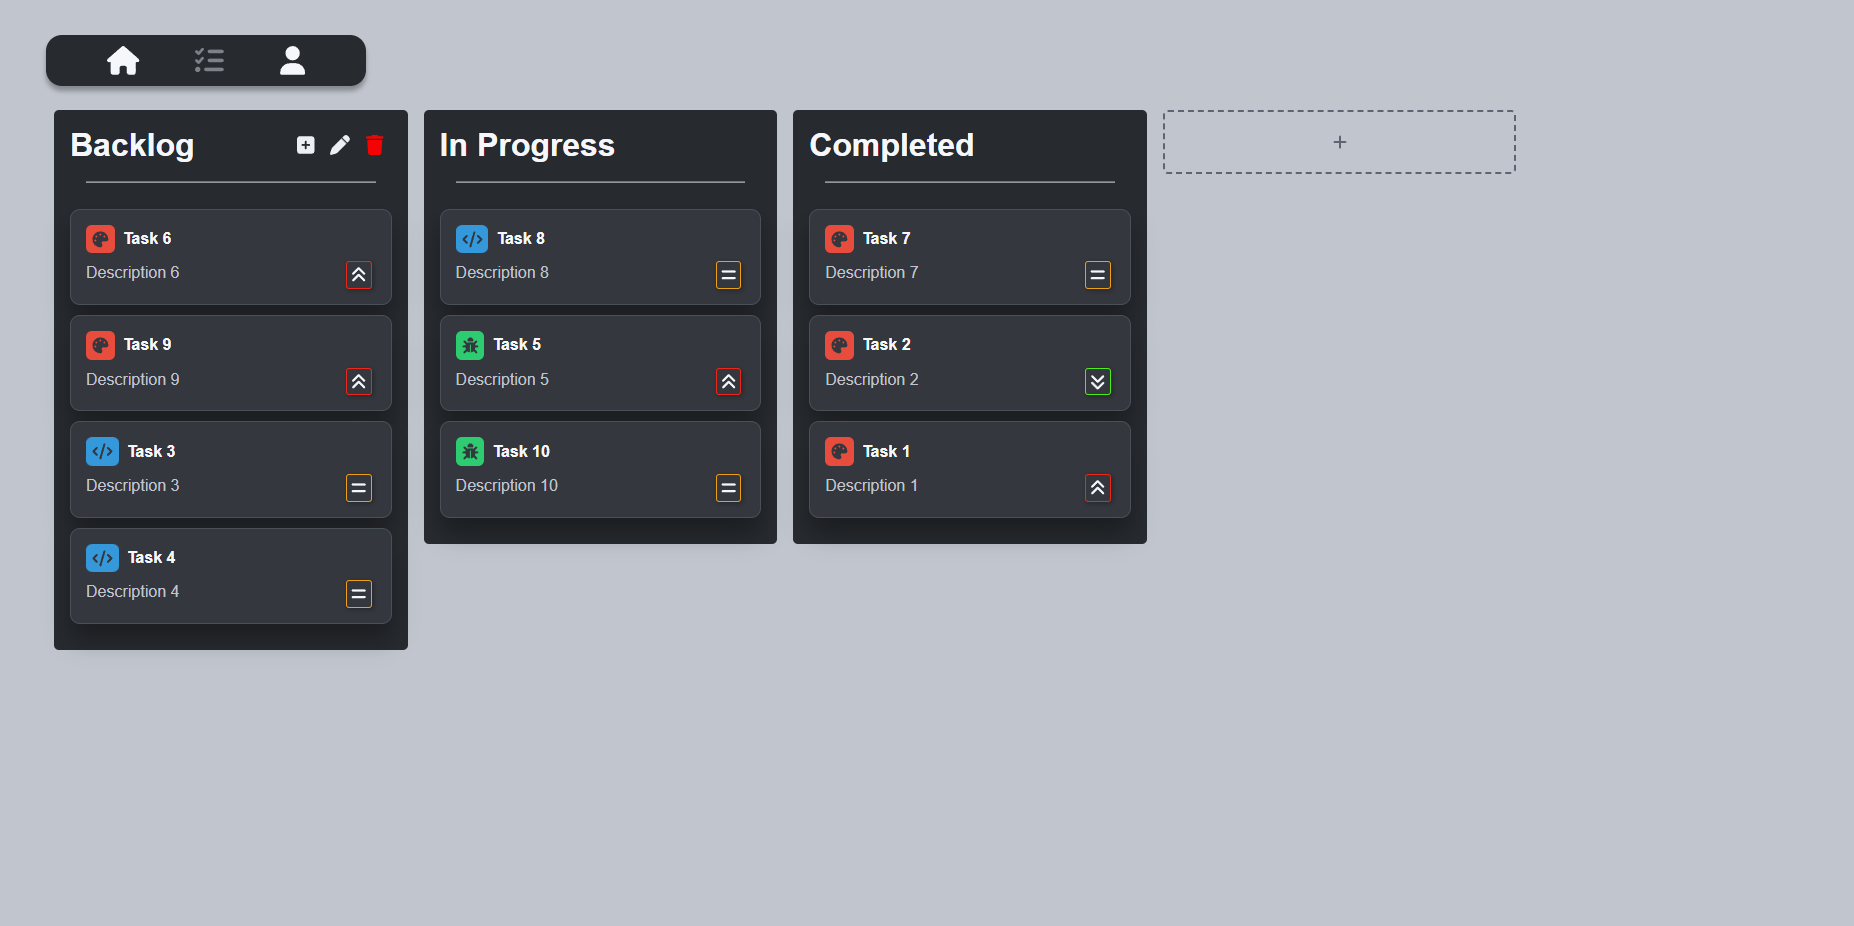 Backlog
Task 6
Description 6
Task 9
Description 9
Task 3
Description 3
Task 4
Description 4
In Progress
Task 8
Description 8
Task 5
Description 5
Task 10
Description 10
Completed
Task 7
Description 7
Task 2
Description 2
Task 1
Description 1
+